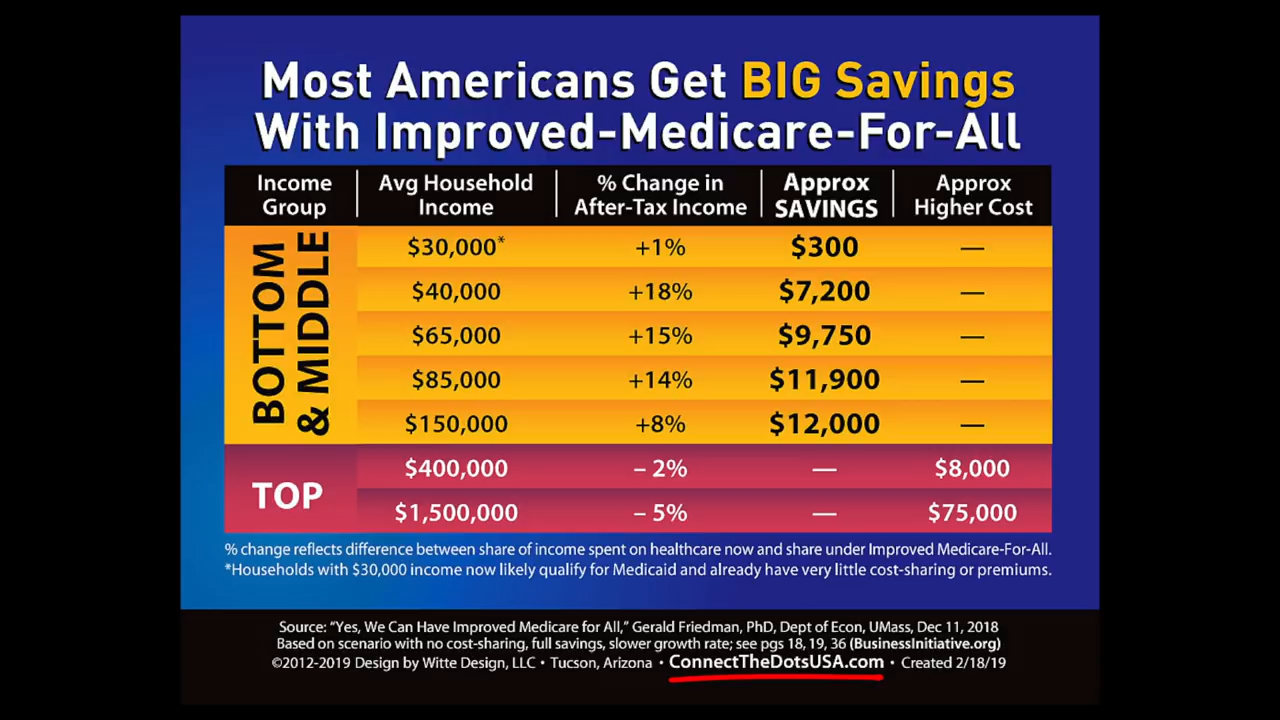 Most Americans Get BIG Savings
With Improved-Medicare-For-All
Income Group | Avg Household Income | % Change in After-Tax Income | Approx SAVINGS | Approx Higher Cost
BOTTOM & MIDDLE
$30,000* +1% $300 —
$40,000 +18% $7,200 —
$65,000 +15% $9,750 —
$85,000 +14% $11,900 —
$150,000 +8% $12,000 —
TOP
$400,000 – 2% — $8,000
$1,500,000 – 5% — $75,000
% change reflects difference between share of income spent on healthcare now and share under Improved Medicare-For-All.
*Households with $30,000 income now likely qualify for Medicaid and already have very little cost-sharing or premiums.
Source: “Yes, We Can Have Improved Medicare for All,” Gerald Friedman, PhD, Dept of Econ, UMass, Dec 11, 2018
Based on scenario with no cost-sharing, full savings, slower growth rate; see pgs 18, 19, 36 (BusinessInitiative.org)
©2012-2019 Design by Witte Design, LLC • Tucson, Arizona • ConnectTheDotsUSA.com • Created 2/18/19